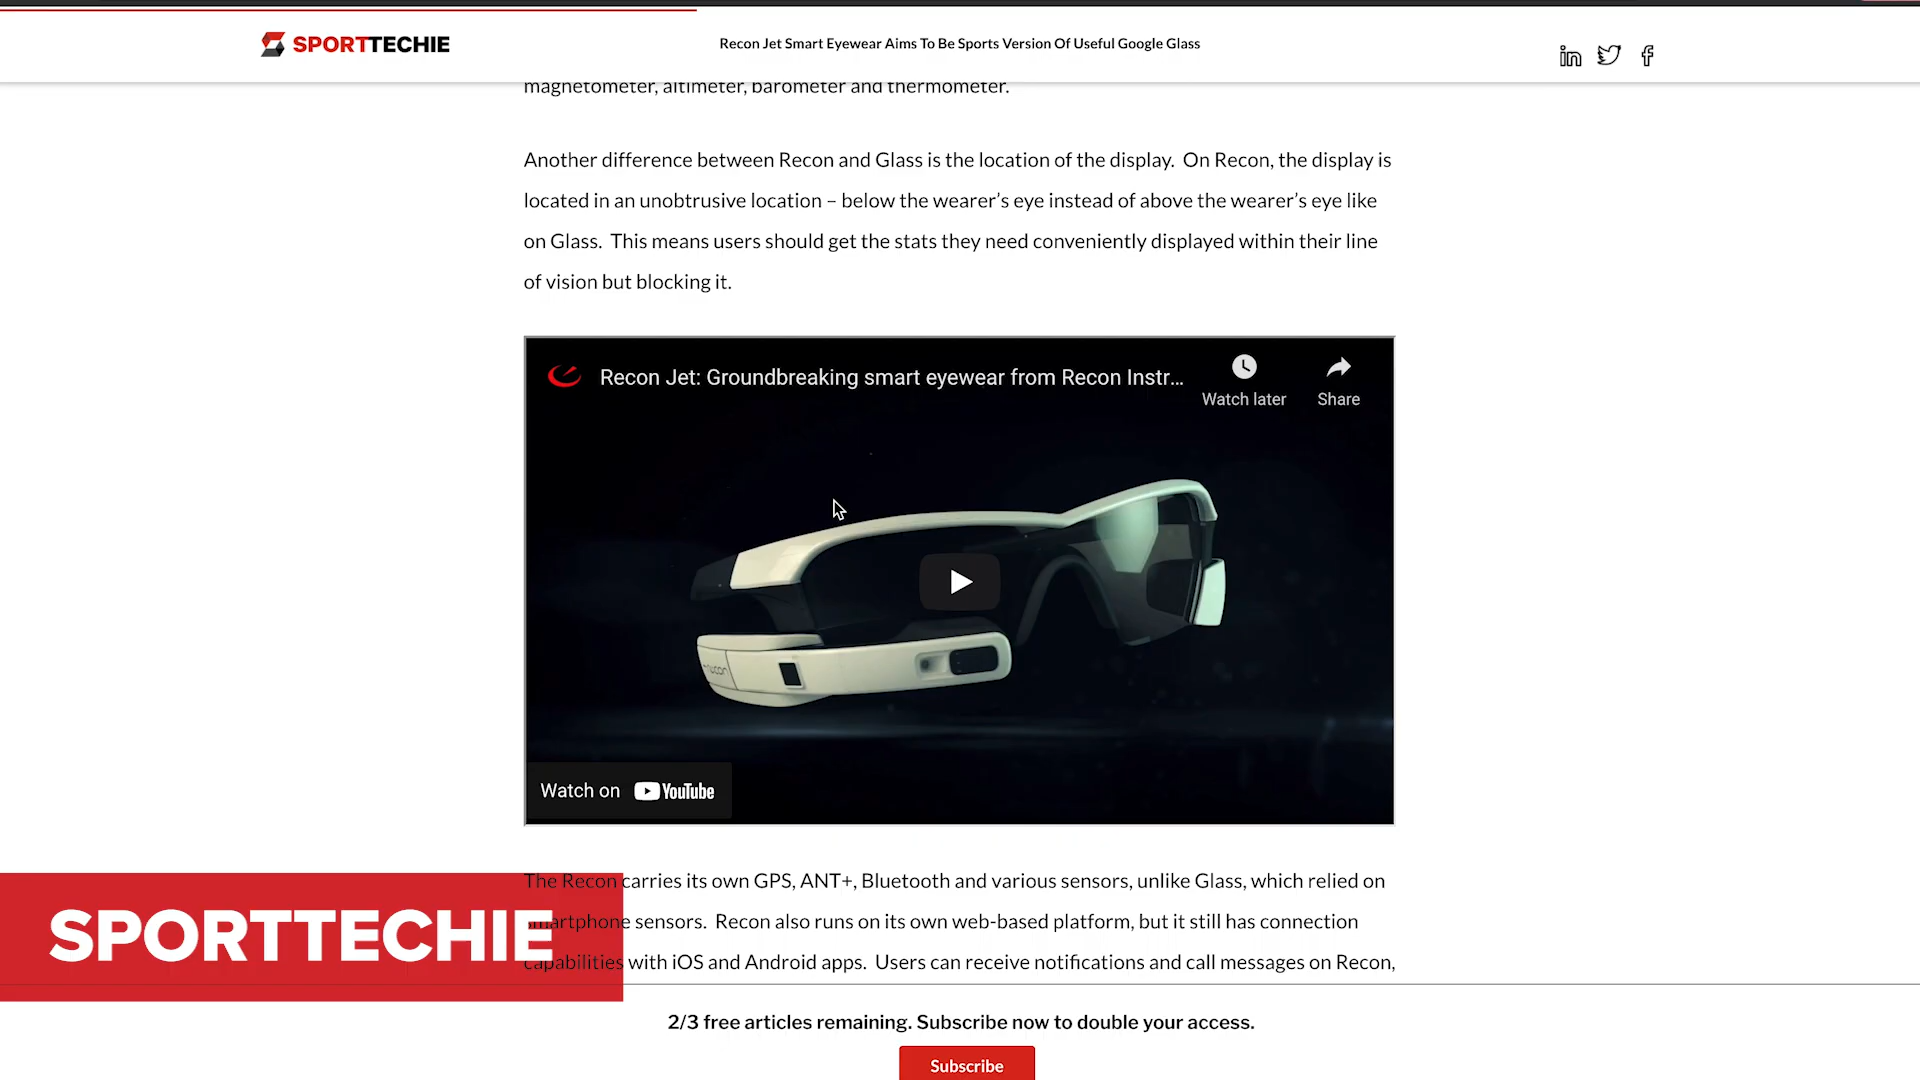 SPORTTECHIE
Recon Jet Smart Eyewear Aims To Be Sports Version Of Useful Google Glass
magnetometer, altimeter, barometer and thermometer.
Another difference between Recon and Glass is the location of the display. On Recon, the display is
located in an unobtrusive location – below the wearer’s eye instead of above the wearer’s eye like
on Glass. This means users should get the stats they need conveniently displayed within their line
of vision but blocking it.
Recon Jet: Groundbreaking smart eyewear from Recon Instr...
Watch later
Share
recon
Watch on YouTube
The Recon carries its own GPS, ANT+, Bluetooth and various sensors, unlike Glass, which relied on
smartphone sensors. Recon also runs on its own web-based platform, but it still has connection
capabilities with iOS and Android apps. Users can receive notifications and call messages on Recon,
SPORTTECHIE
2/3 free articles remaining. Subscribe now to double your access.
Subscribe